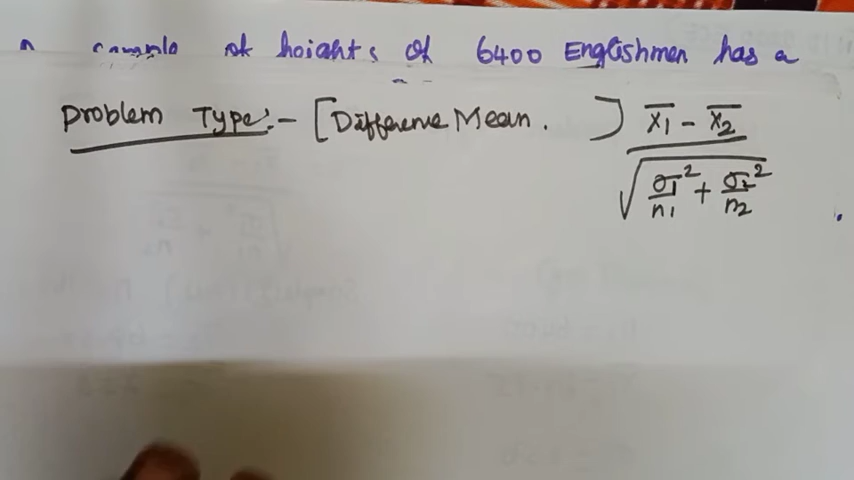 a sample of heights of 6400 Englishmen has a
Problem Type:- [Difference Mean. ] x̄₁ - x̄₂
√σ₁²/n₁ + σ₂²/n₂